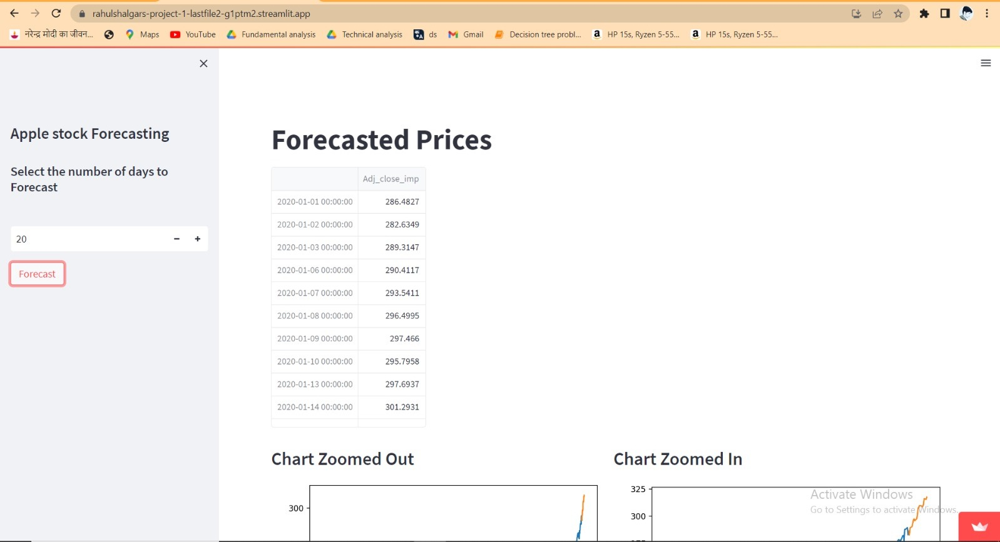 rahulshalgars-project-1-lastfile2-g1ptm2.streamlit.app
नरेन्द्र मोदी का जीवन... Maps YouTube Fundamental analysis Technical analysis ds Gmail Decision tree probl... HP 15s, Ryzen 5-55... HP 15s, Ryzen 5-55...
Apple stock Forecasting
Select the number of days to
Forecast
20
Forecast
Forecasted Prices
Adj_close_imp
2020-01-01 00:00:00 286.4827
2020-01-02 00:00:00 282.6349
2020-01-03 00:00:00 289.3147
2020-01-06 00:00:00 290.4117
2020-01-07 00:00:00 293.5411
2020-01-08 00:00:00 296.4995
2020-01-09 00:00:00 297.466
2020-01-10 00:00:00 295.7958
2020-01-13 00:00:00 297.6937
2020-01-14 00:00:00 301.2931
Chart Zoomed Out
300
Chart Zoomed In
325
300
Activate Windows
Go to Settings to activate Windows.